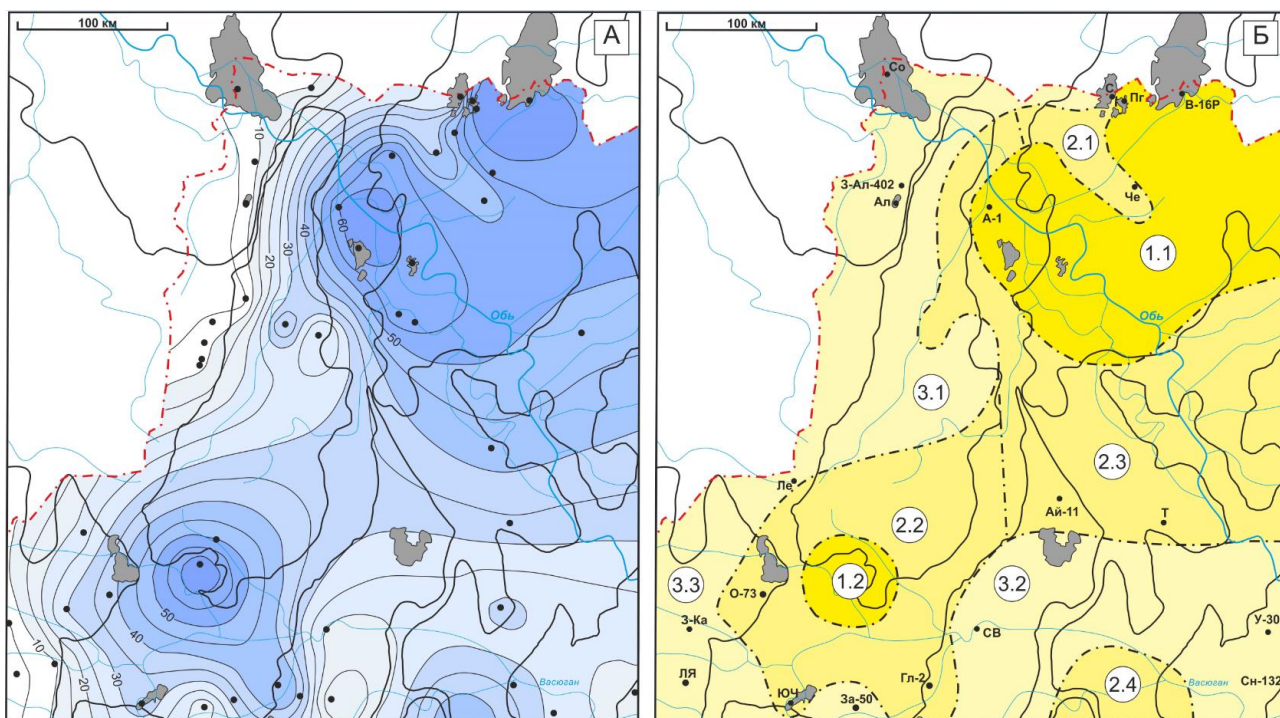 100 км
А
10
20
30
40
60
50
Обь
50
40
30
20
10
Васюган
100 км
Б
Со
С
Пг
В-16Р
2.1
З-Ал-402
Ал
Че
А-1
1.1
Обь
3.1
2.3
Ле
Ай-11
Т
2.2
3.3
1.2
3.2
О-73
З-Ка
СВ
У-30
ЛЯ
Гл-2
2.4
Васюган
Сн-132
ЮЧ
За-50